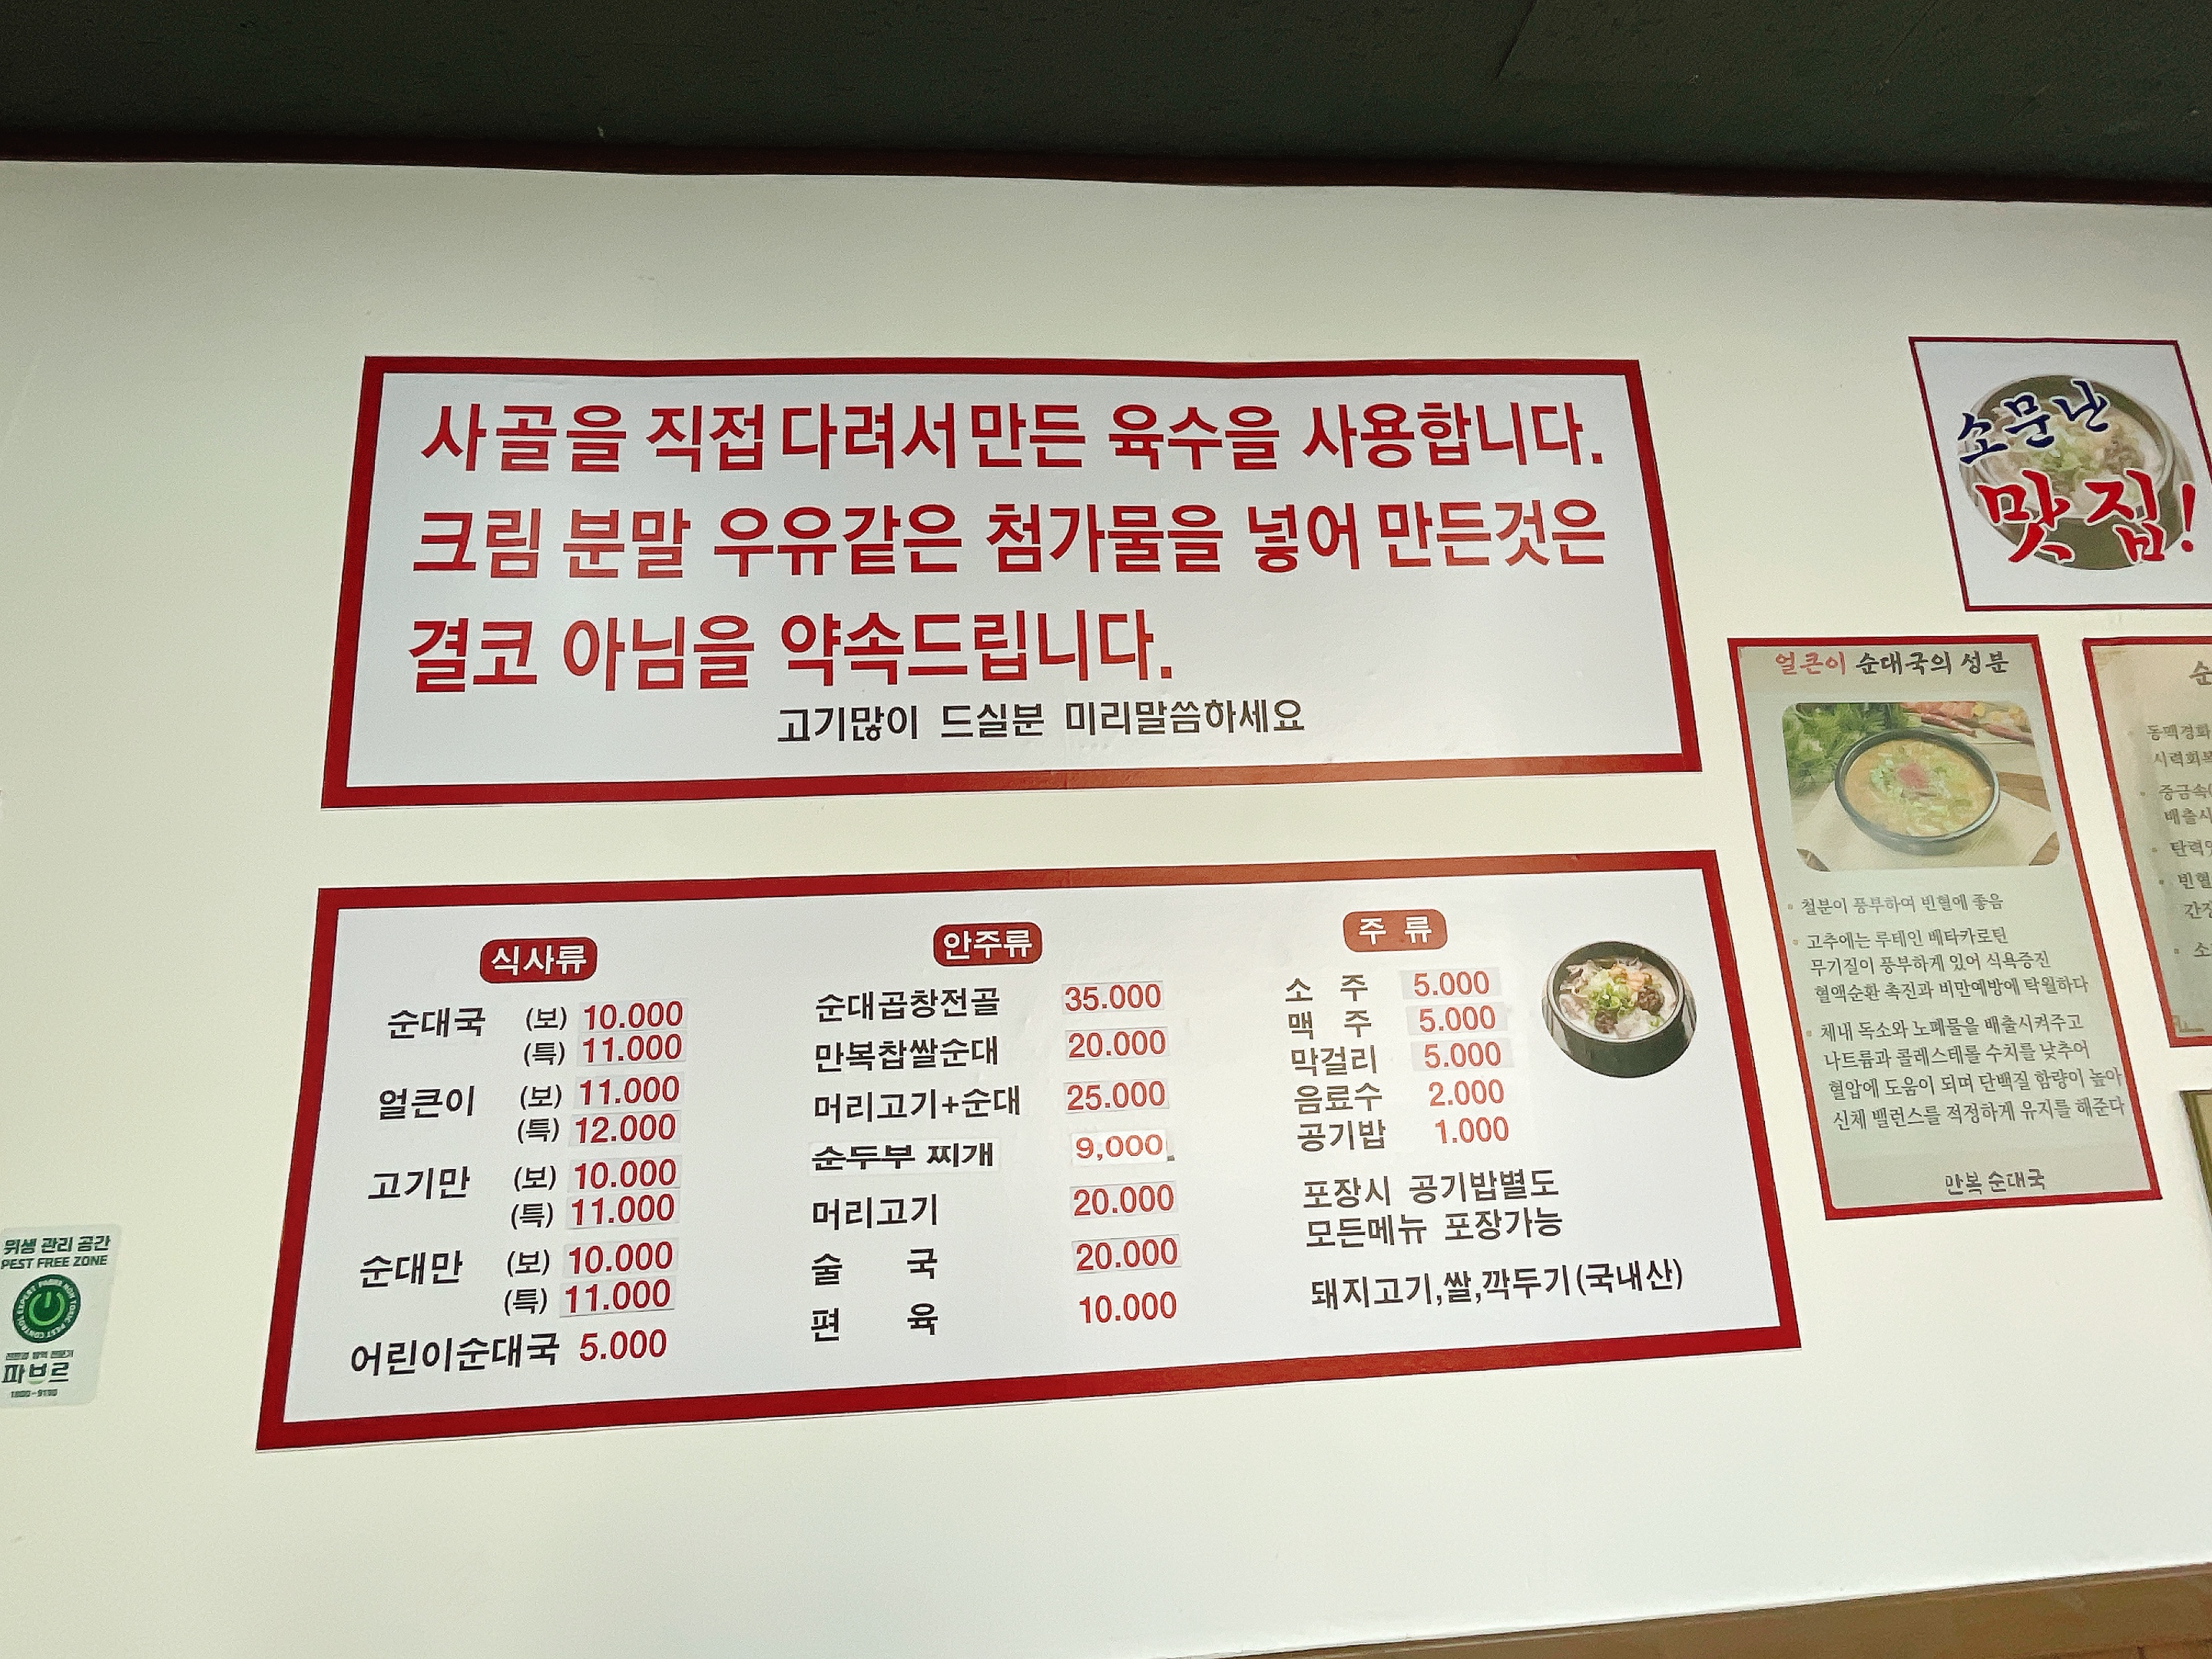 사골을 직접다려서만든 육수을 사용합니다.
크림 분말 우유같은 첨가물을 넣어 만든것은
결코 아님을 약속드립니다.
고기많이 드실분 미리말씀하세요
식사류
순대국 (보) 10.000
(특) 11.000
얼큰이 (보) 11.000
(특) 12.000
고기만 (보) 10.000
(특) 11.000
순대만 (보) 10.000
(특) 11.000
어린이순대국 5.000
안주류
순대곱창전골 35.000
만복찹쌀순대 20.000
머리고기+순대 25.000
순두부 찌개 9,000
머리고기 20.000
술 국 20.000
편 육 10.000
주 류
소 주 5.000
맥 주 5.000
막걸리 5.000
음료수 2.000
공기밥 1.000
포장시 공기밥별도
모든메뉴 포장가능
돼지고기,쌀,깍두기(국내산)
소문난
맛집!
얼큰이 순대국의 성분
철분이 풍부하여 빈혈에 좋음
고추에는 루테인 베타카로틴
무기질이 풍부하게 있어 식욕증진
혈액순환 촉진과 비만예방에 탁월하다
체내 독소와 노폐물을 배출시켜주고
나트륨과 콜레스테롤 수치를 낮추어
혈압에 도움이 되며 단백질 함량이 높아
신체 밸런스를 적정하게 유지를 해준다
만복 순대국
동맥경화
중금속
위생 관리 공간
PEST FREE ZONE
파브르